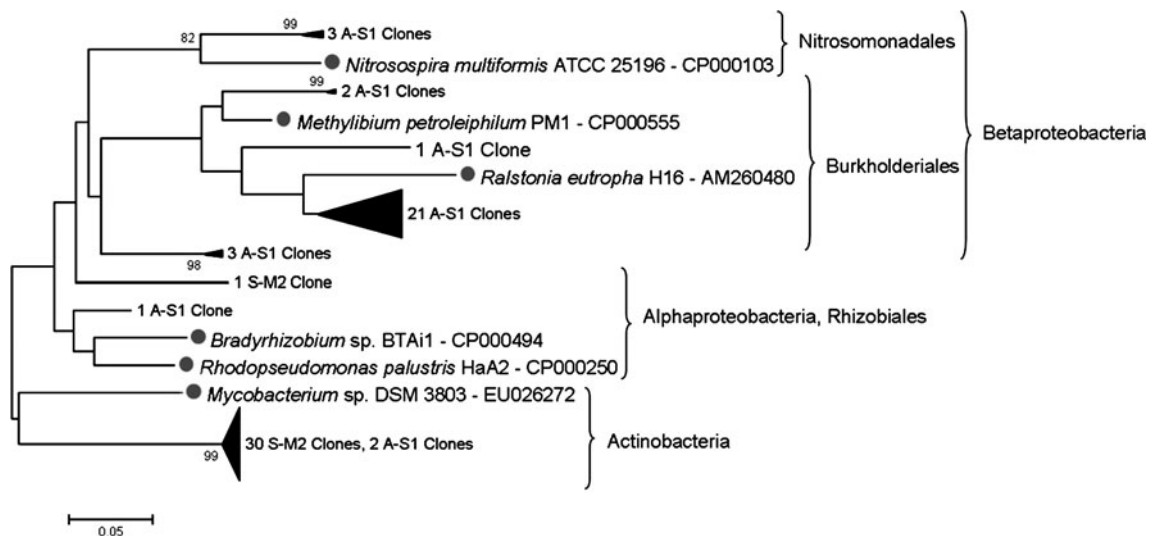 99
3 A-S1 Clones
82
Nitrosomonadales
Nitrosospira multiformis ATCC 25196 - CP000103
99
2 A-S1 Clones
Methylibium petroleiphilum PM1 - CP000555
Betaproteobacteria
1 A-S1 Clone
Burkholderiales
Ralstonia eutropha H16 - AM260480
21 A-S1 Clones
3 A-S1 Clones
98
1 S-M2 Clone
1 A-S1 Clone
Alphaproteobacteria, Rhizobiales
Bradyrhizobium sp. BTAi1 - CP000494
Rhodopseudomonas palustris HaA2 - CP000250
Mycobacterium sp. DSM 3803 - EU026272
30 S-M2 Clones, 2 A-S1 Clones
Actinobacteria
99
0.05